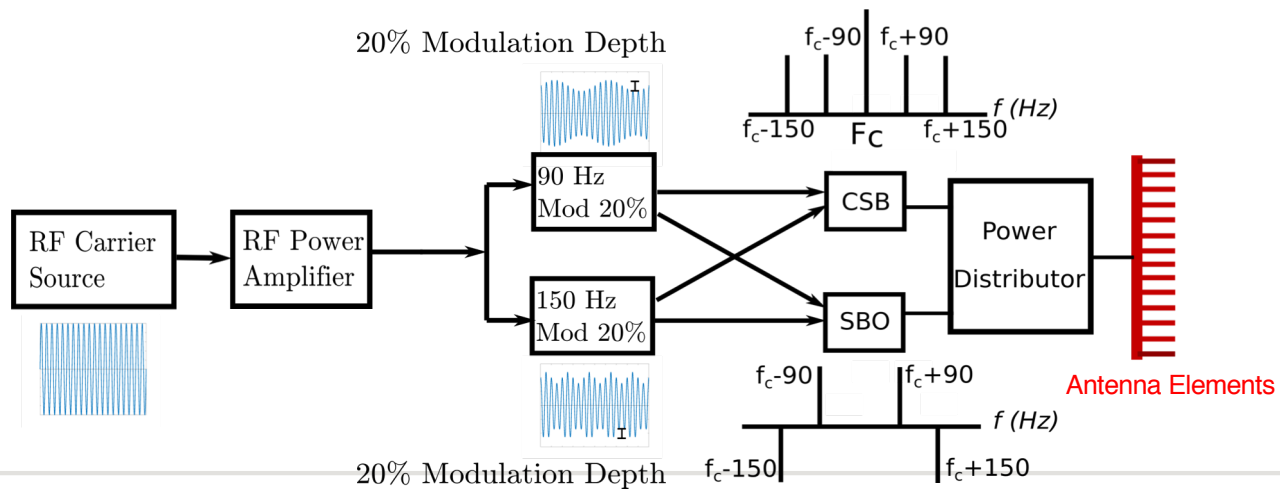 20% Modulation Depth
RF Carrier
Source
RF Power
Amplifier
90 Hz
Mod 20%
150 Hz
Mod 20%
20% Modulation Depth
fc-90
fc+90
f (Hz)
fc-150
Fc
fc+150
CSB
SBO
Power
Distributor
Antenna Elements
fc-90
fc+90
f (Hz)
fc-150
fc+150